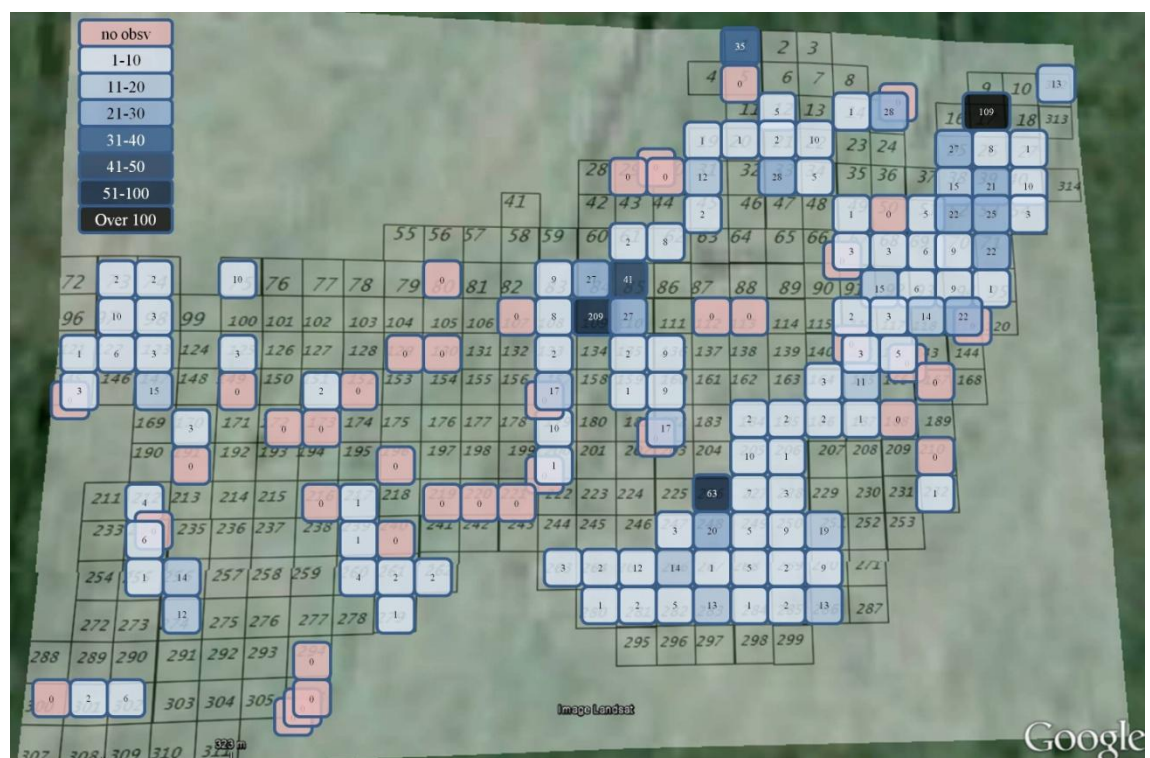 no obsv
1-10
11-20
21-30
31-40
41-50
51-100
Over 100
35 2 3
4 0 6 7 8 9 10 13
11 5 13 1 28 16 109 18 313
1 1 2 10 23 24 27 8 1
28 0 0 12 32 28 5 35 36 37 15 21 10 314
41 42 43 44 2 46 47 48 1 0 5 22 25 3
55 56 57 58 59 60 2 8 63 64 65 66 3 3 6 9 22
72 2 2 10 76 77 78 79 0 81 82 9 27 41 86 87 88 89 90 91 15 6 9 1
96 10 3 99 100 101 102 103 104 105 106 0 8 209 27 111 0 0 114 115 2 3 14 22 20
1 6 3 124 3 126 127 128 0 0 131 132 2 134 2 9 137 138 139 140 3 5 144
3 146 15 148 0 150 2 0 153 154 155 156 17 158 1 9 161 162 163 3 11 0 168
169 3 171 0 0 174 175 176 177 178 10 180 17 183 2 2 2 1 0 189
190 0 192 193 194 195 0 197 198 199 1 201 204 10 1 207 208 209 0
211 4 213 214 215 0 1 218 0 0 0 223 224 225 63 7 3 229 230 231 1
233 6 235 236 237 238 1 0 241 242 243 244 245 246 3 20 5 9 19 252 253
254 1 14 257 258 259 4 2 2 3 2 12 14 1 5 2 9 271
272 273 12 275 276 277 278 1 1 2 5 13 1 2 13 287
288 289 290 291 292 293 0 295 296 297 298 299
0 2 6 303 304 305 0
307 308 309 310
Image Landsat
323 m
Google